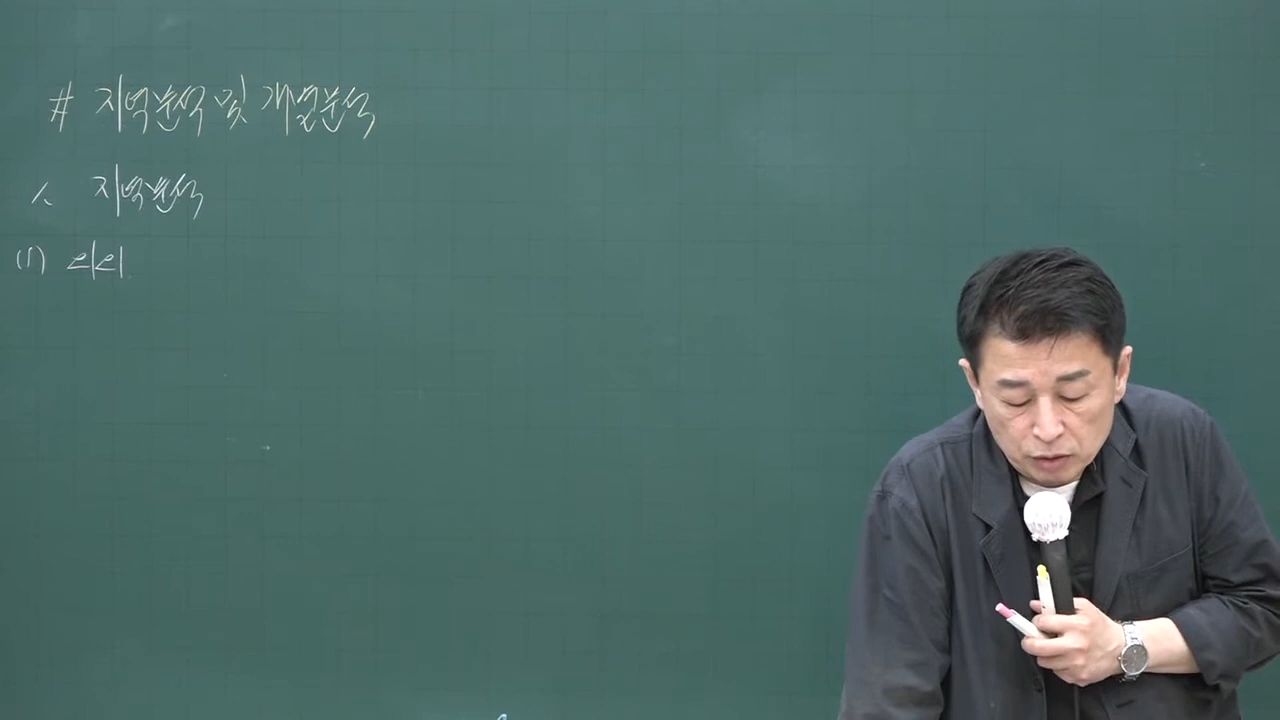 # 지역분석 및 개별분석
1. 지역분석
(1) 의의